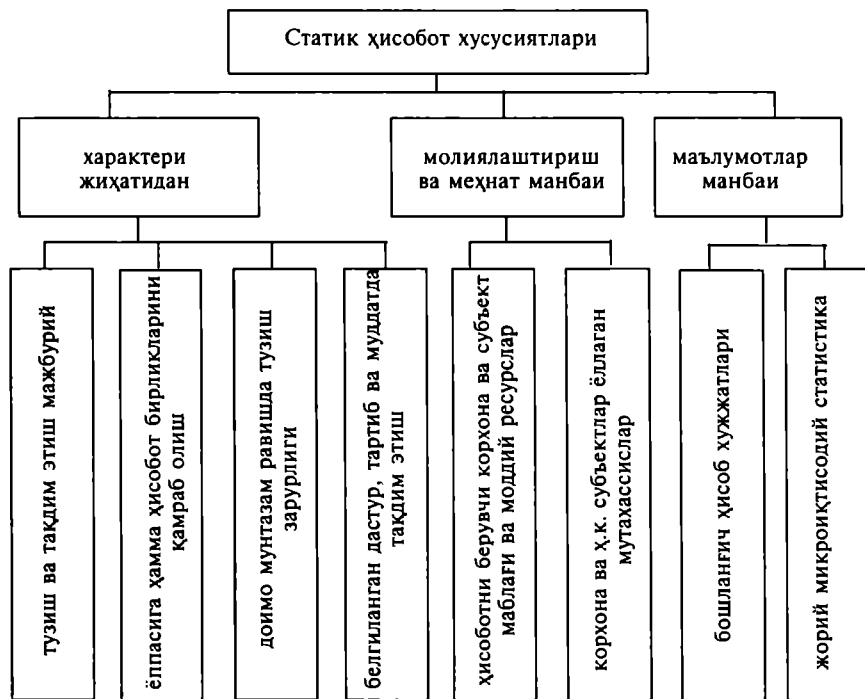 Статик ҳисобот хусусиятлари
характери
жиҳатидан
молиялаштириш
ва меҳнат манбаи
маълумотлар
манбаи
тузиш ва тақдим этиш мажбурий
ёппасига ҳамма ҳисобот бирликларини
қамраб олиш
доимо мунтазам равишда тузиш
зарурлиги
белгиланган дастур, тартиб ва муддатда
тақдим этиш
ҳисоботни берувчи корхона ва субъект
маблағи ва моддий ресурслар
корхона ва ҳ.к. субъектлар ёллаган
мутахассислар
бошланғич ҳисоб хужжатлари
жорий микроиқтисодий статистика